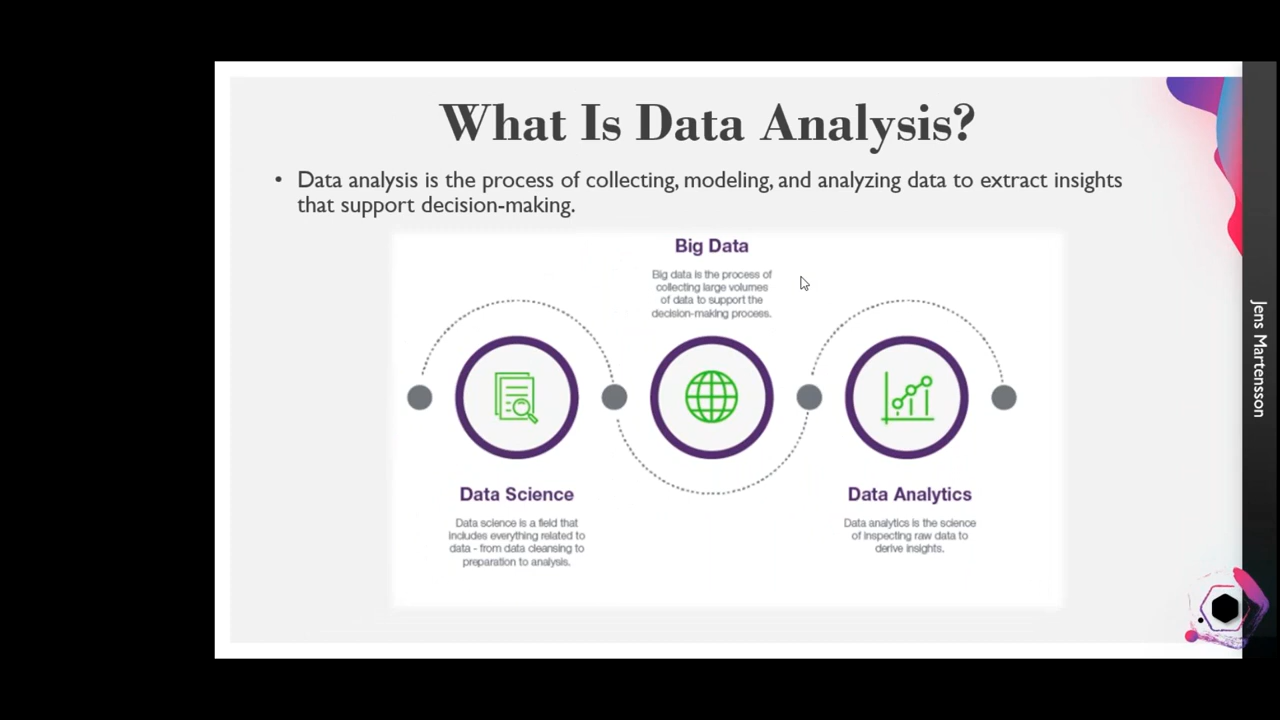 What Is Data Analysis?
• Data analysis is the process of collecting, modeling, and analyzing data to extract insights
that support decision-making.
Big Data
Big data is the process of
collecting large volumes
of data to support the
decision-making process.
Data Science
Data science is a field that
includes everything related to
data - from data cleansing to
preparation to analysis.
Data Analytics
Data analytics is the science
of inspecting raw data to
derive insights.
Jens Martensson